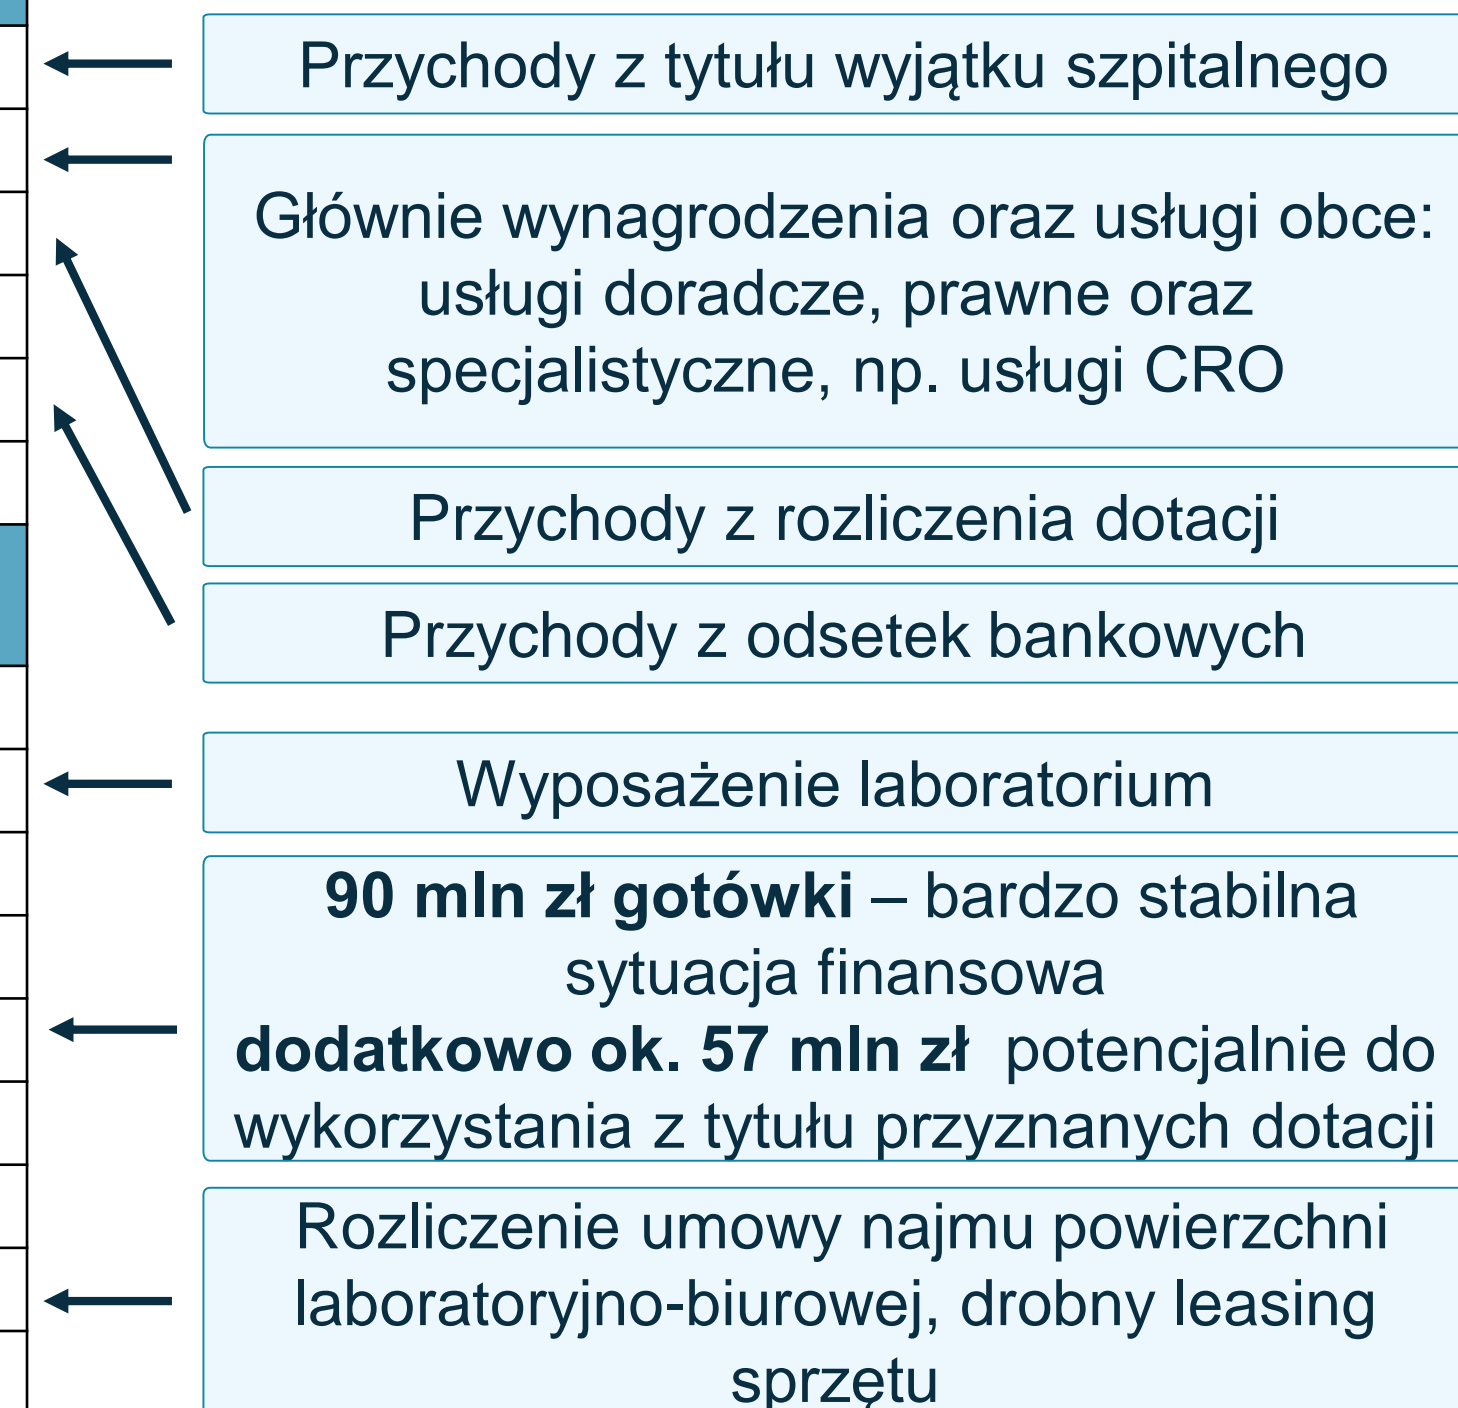 Przychody z tytułu wyjątku szpitalnego
Głównie wynagrodzenia oraz usługi obce:
usługi doradcze, prawne oraz
specjalistyczne, np. usługi CRO
Przychody z rozliczenia dotacji
Przychody z odsetek bankowych
Wyposażenie laboratorium
90 mln zł gotówki – bardzo stabilna
sytuacja finansowa
dodatkowo ok. 57 mln zł potencjalnie do
wykorzystania z tytułu przyznanych dotacji
Rozliczenie umowy najmu powierzchni
laboratoryjno-biurowej, drobny leasing
sprzętu